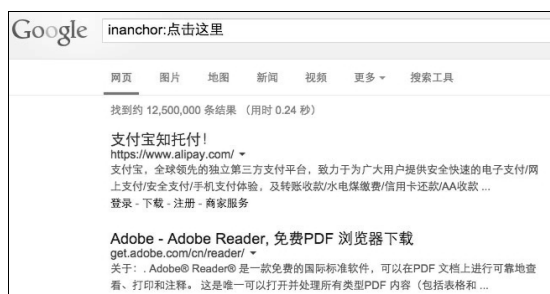 Google inanchor:点击这里
网页 图片 地图 新闻 视频 更多 搜索工具
找到约 12,500,000 条结果 （用时 0.24 秒）
支付宝知托付！
https://www.alipay.com/
支付宝，全球领先的独立第三方支付平台，致力于为广大用户提供安全快速的电子支付/网
上支付/安全支付/手机支付体验，及转账收款/水电煤缴费/信用卡还款/AA收款 ...
登录 - 下载 - 注册 - 商家服务
Adobe - Adobe Reader, 免费PDF 浏览器下载
get.adobe.com/cn/reader/
关于：. Adobe® Reader® 是一款免费的国际标准软件，可以在PDF 文档上进行可靠地查
看、打印和注释。 这是唯一可以打开并处理所有类型PDF 内容（包括表格和 ...